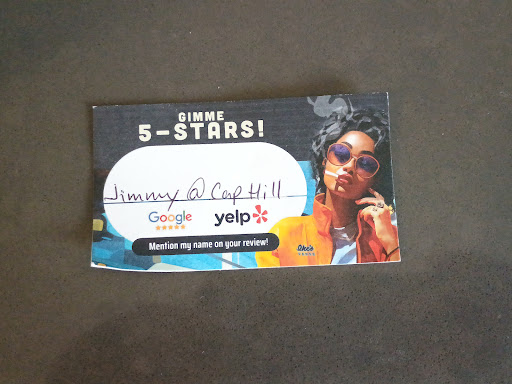 GIMME
5-STARS!
Jimmy @ Cap Hill
Google yelp
Mention my name on your review!